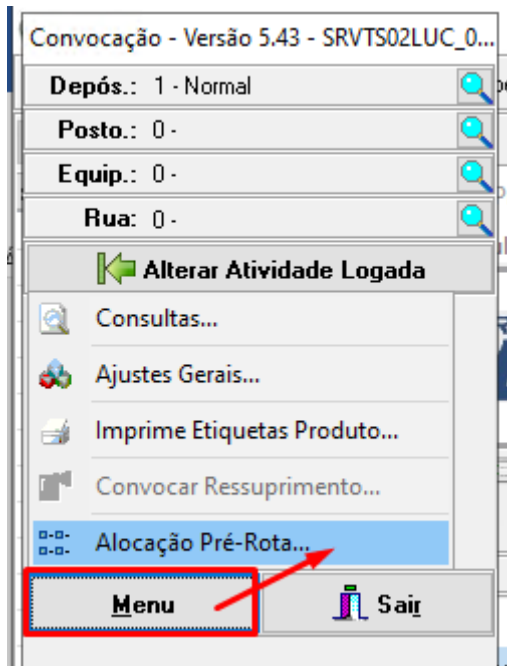 Convocação - Versão 5.43 - SRVTS02LUC_0...
Depós.: 1 - Normal
Posto.: 0 -
Equip.: 0 -
Rua: 0 -
Alterar Atividade Logada
Consultas...
Ajustes Gerais...
Imprime Etiquetas Produto...
Convocar Ressuprimento...
Alocação Pré-Rota...
Menu
Sair